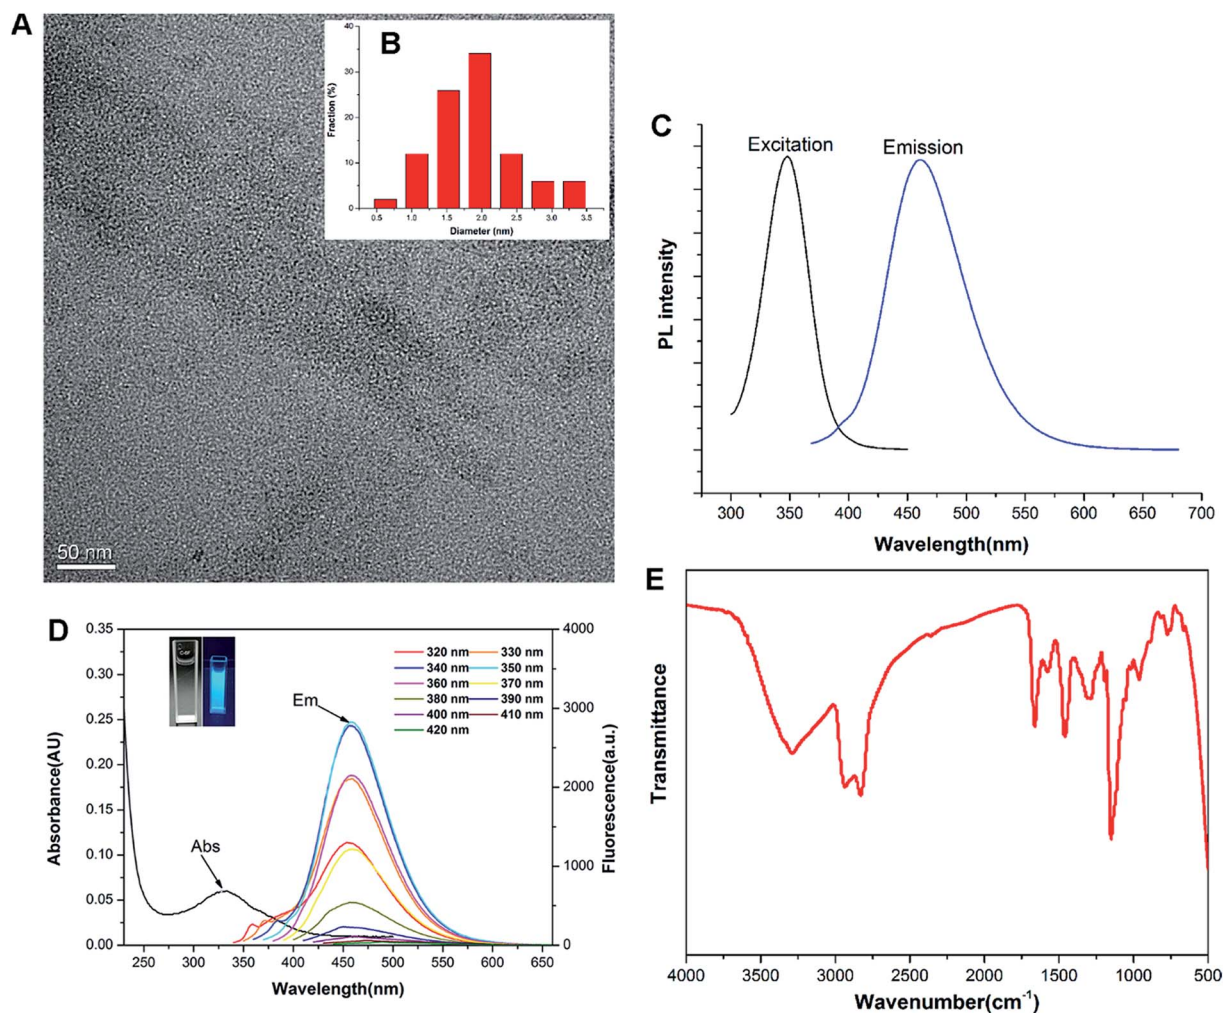 A
B
40
30
20
10
0
Fraction (%)
0.5 1.0 1.5 2.0 2.5 3.0 3.5
Diameter (nm)
50 nm
C
Excitation
Emission
PL intensity
300 350 400 450 500 550 600 650 700
Wavelength(nm)
D
0.35
0.30
0.25
0.20
0.15
0.10
0.05
0.00
Absorbance(AU)
Abs
Em
320 nm 330 nm
340 nm 350 nm
360 nm 370 nm
380 nm 390 nm
400 nm 410 nm
420 nm
4000
3000
2000
1000
0
Fluorescence(a.u.)
250 300 350 400 450 500 550 600 650
Wavelength(nm)
E
Transmittance
4000 3500 3000 2500 2000 1500 1000 500
Wavenumber(cm⁻¹)